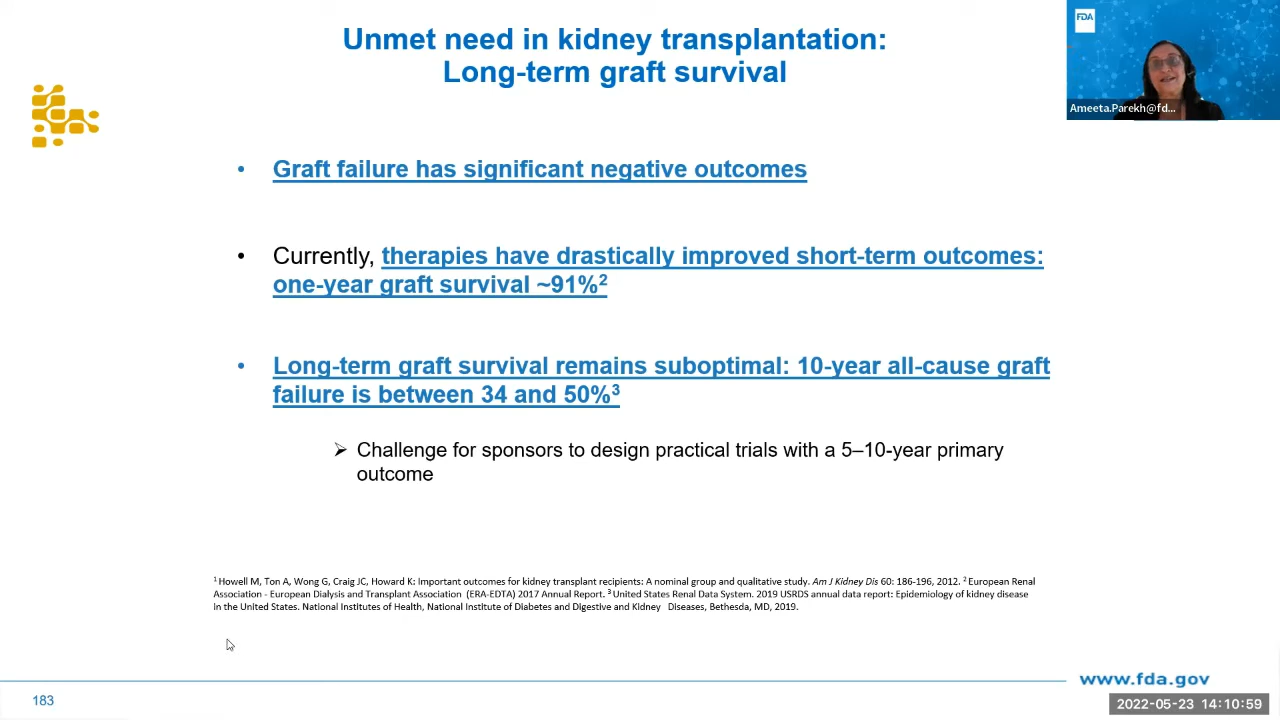 Unmet need in kidney transplantation:
Long-term graft survival
FDA
Ameeta.Parekh@fd...
• Graft failure has significant negative outcomes
• Currently, therapies have drastically improved short-term outcomes:
one-year graft survival ~91%²
• Long-term graft survival remains suboptimal: 10-year all-cause graft
failure is between 34 and 50%³
➢ Challenge for sponsors to design practical trials with a 5–10-year primary
outcome
¹ Howell M, Ton A, Wong G, Craig JC, Howard K: Important outcomes for kidney transplant recipients: A nominal group and qualitative study. Am J Kidney Dis 60: 186-196, 2012. ² European Renal
Association - European Dialysis and Transplant Association (ERA-EDTA) 2017 Annual Report. ³ United States Renal Data System. 2019 USRDS annual data report: Epidemiology of kidney disease
in the United States. National Institutes of Health, National Institute of Diabetes and Digestive and Kidney Diseases, Bethesda, MD, 2019.
www.fda.gov
183
2022-05-23 14:10:59